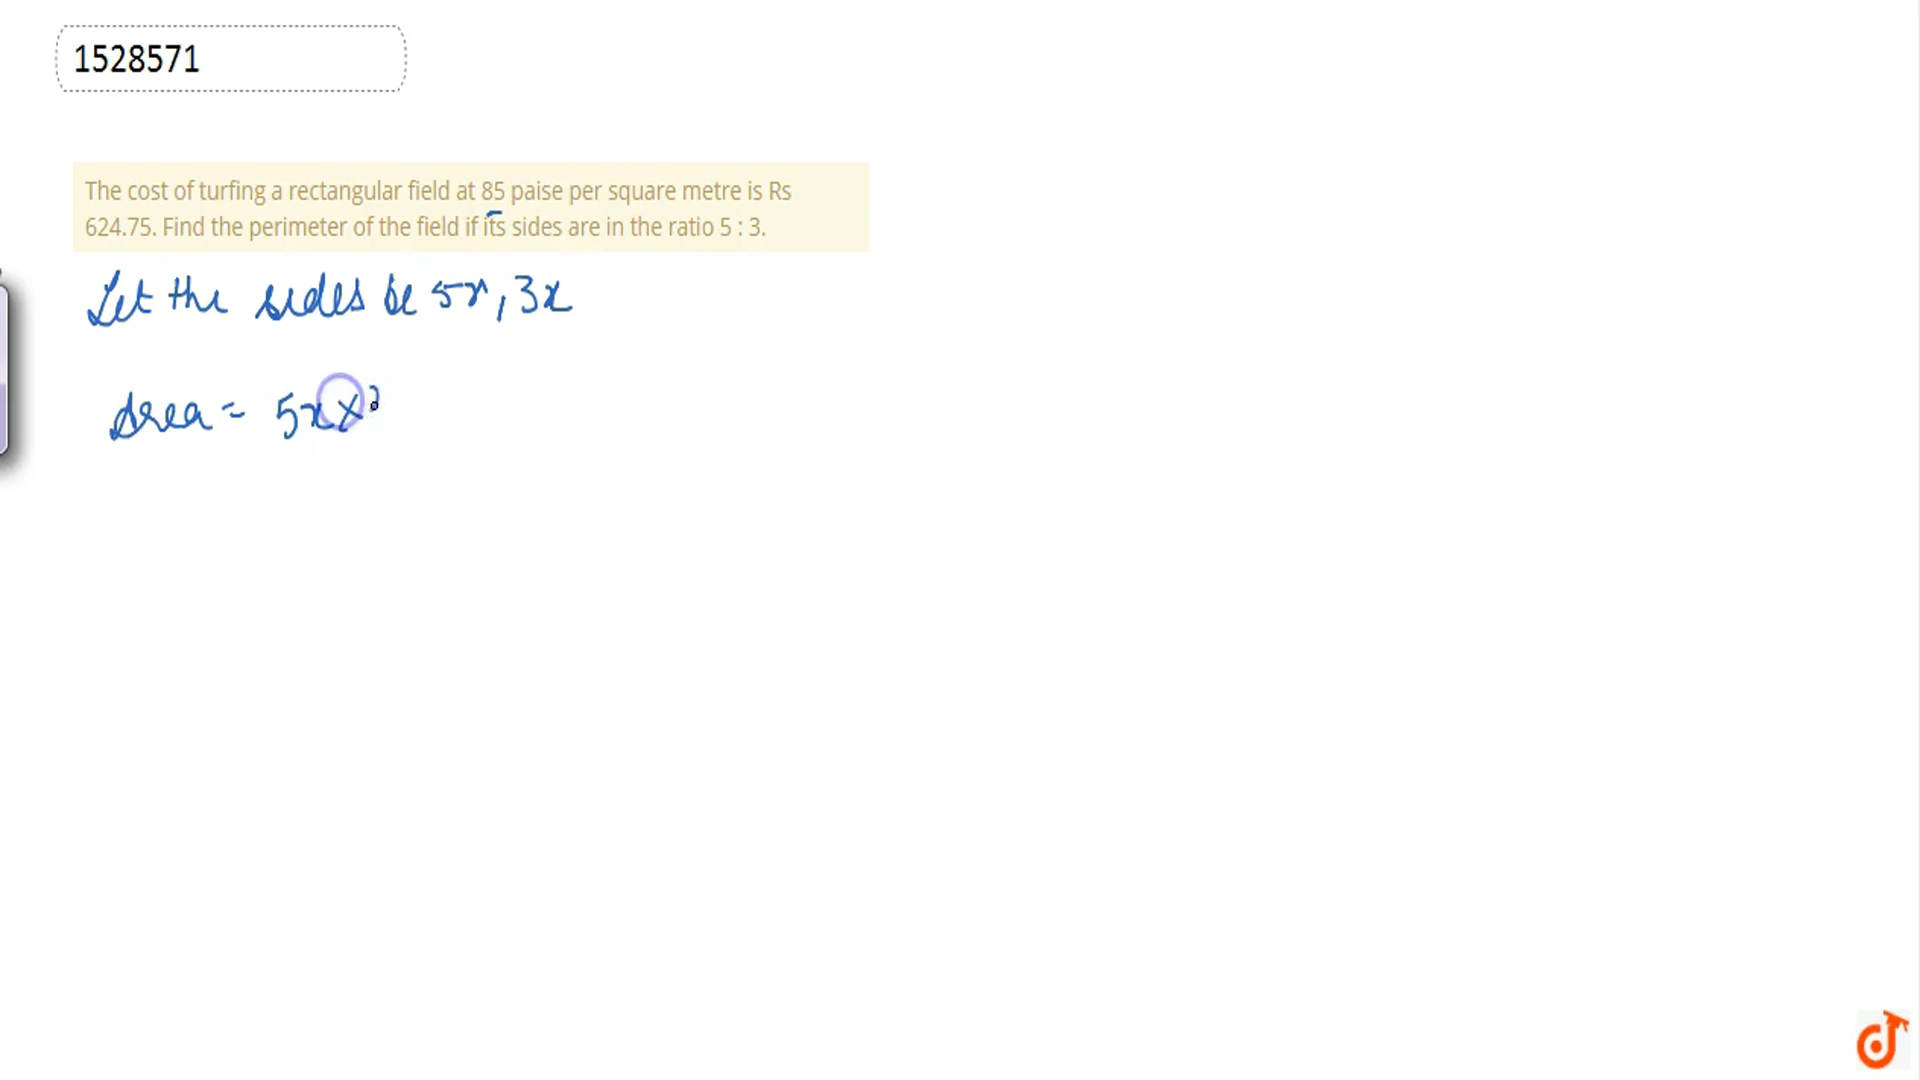 1528571
The cost of turfing a rectangular field at 85 paise per square metre is Rs
624.75. Find the perimeter of the field if its sides are in the ratio 5 : 3.
Let the sides be 5x, 3x
Area = 5x x